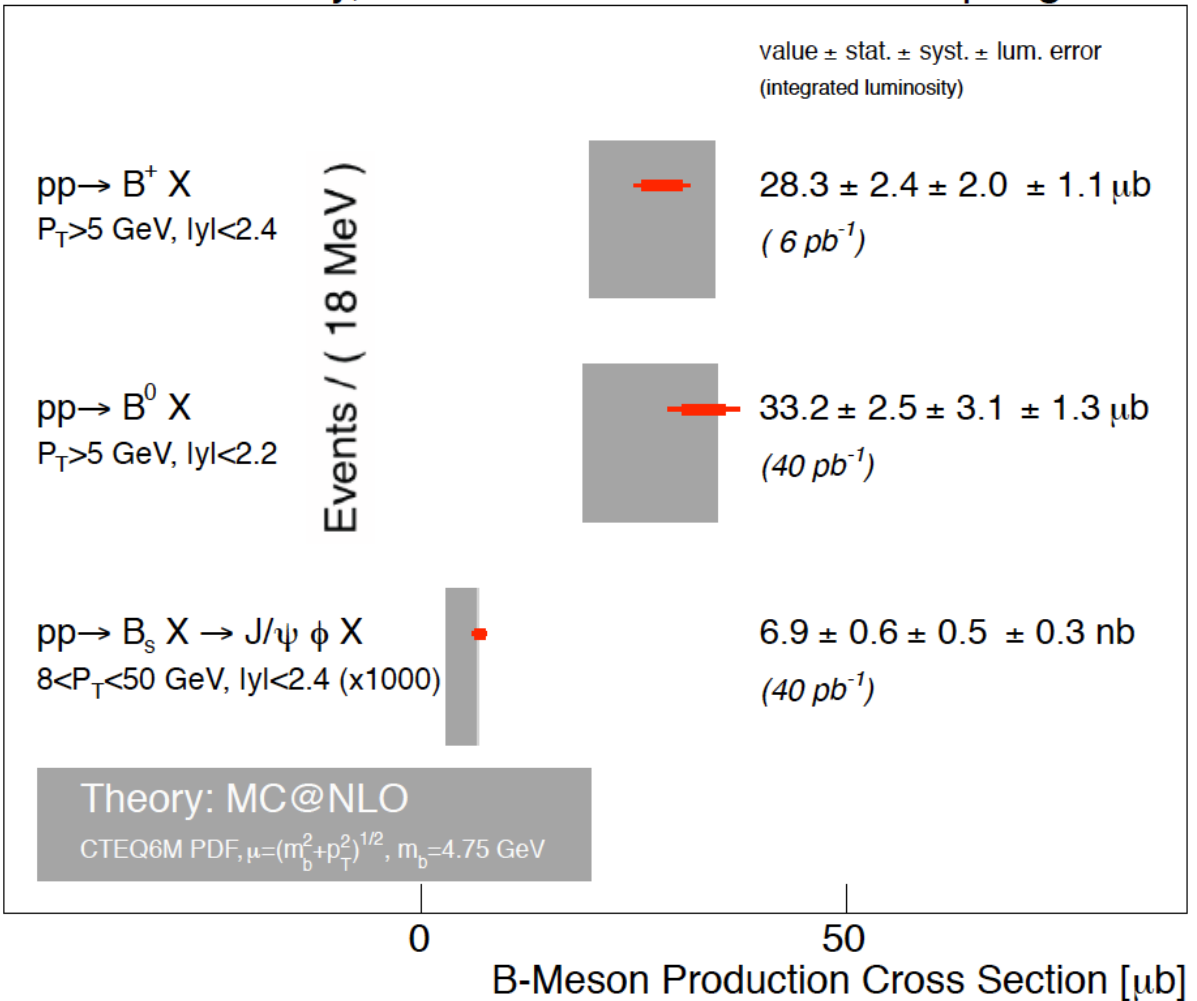 value ± stat. ± syst. ± lum. error
(integrated luminosity)
pp→ B⁺ X
P_T>5 GeV, |y|<2.4
28.3 ± 2.4 ± 2.0 ± 1.1 μb
( 6 pb⁻¹)
Events / ( 18 MeV )
pp→ B⁰ X
P_T>5 GeV, |y|<2.2
33.2 ± 2.5 ± 3.1 ± 1.3 μb
(40 pb⁻¹)
pp→ B_s X → J/ψ ϕ X
8<P_T<50 GeV, |y|<2.4 (x1000)
6.9 ± 0.6 ± 0.5 ± 0.3 nb
(40 pb⁻¹)
Theory: MC@NLO
CTEQ6M PDF, μ=(m_b²+p_T²)^1/2, m_b=4.75 GeV
0 50
B-Meson Production Cross Section [μb]